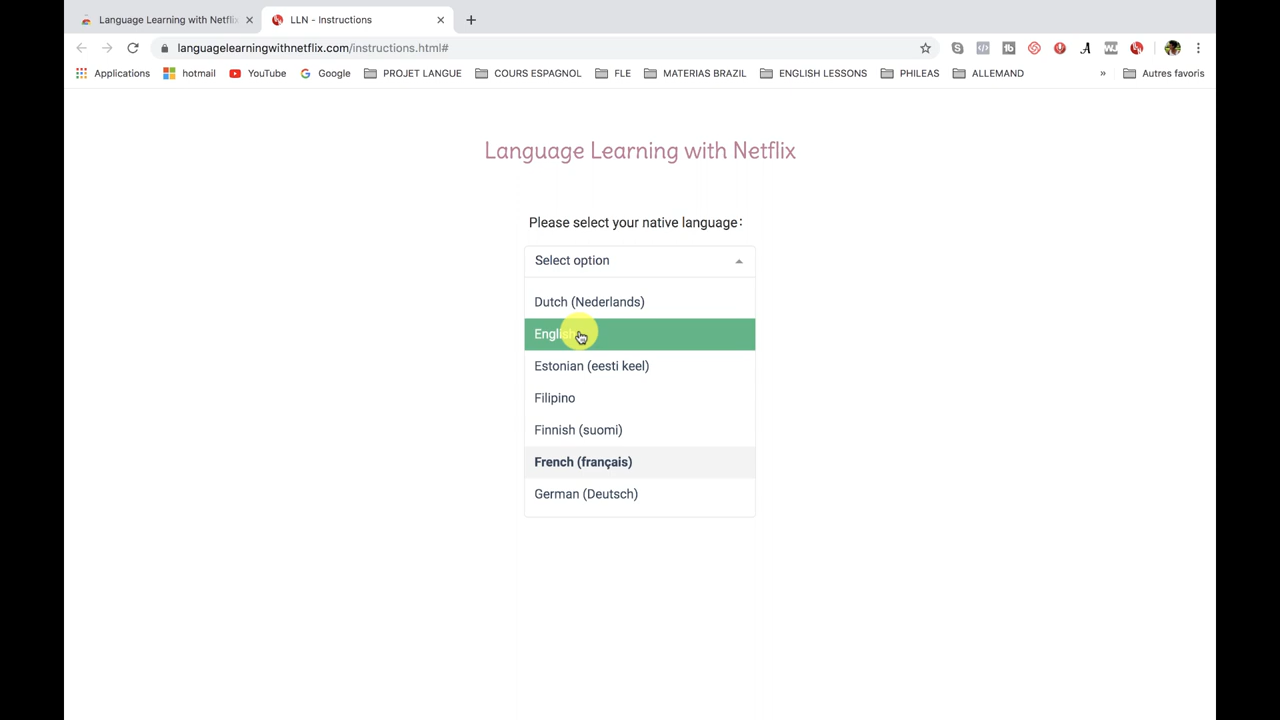 Language Learning with Netflix
LLN - Instructions
languagelearningwithnetflix.com/instructions.html#
Applications hotmail YouTube Google PROJET LANGUE COURS ESPAGNOL FLE MATERIAS BRAZIL ENGLISH LESSONS PHILEAS ALLEMAND » Autres favoris
Language Learning with Netflix
Please select your native language:
Select option
Dutch (Nederlands)
English
Estonian (eesti keel)
Filipino
Finnish (suomi)
French (français)
German (Deutsch)